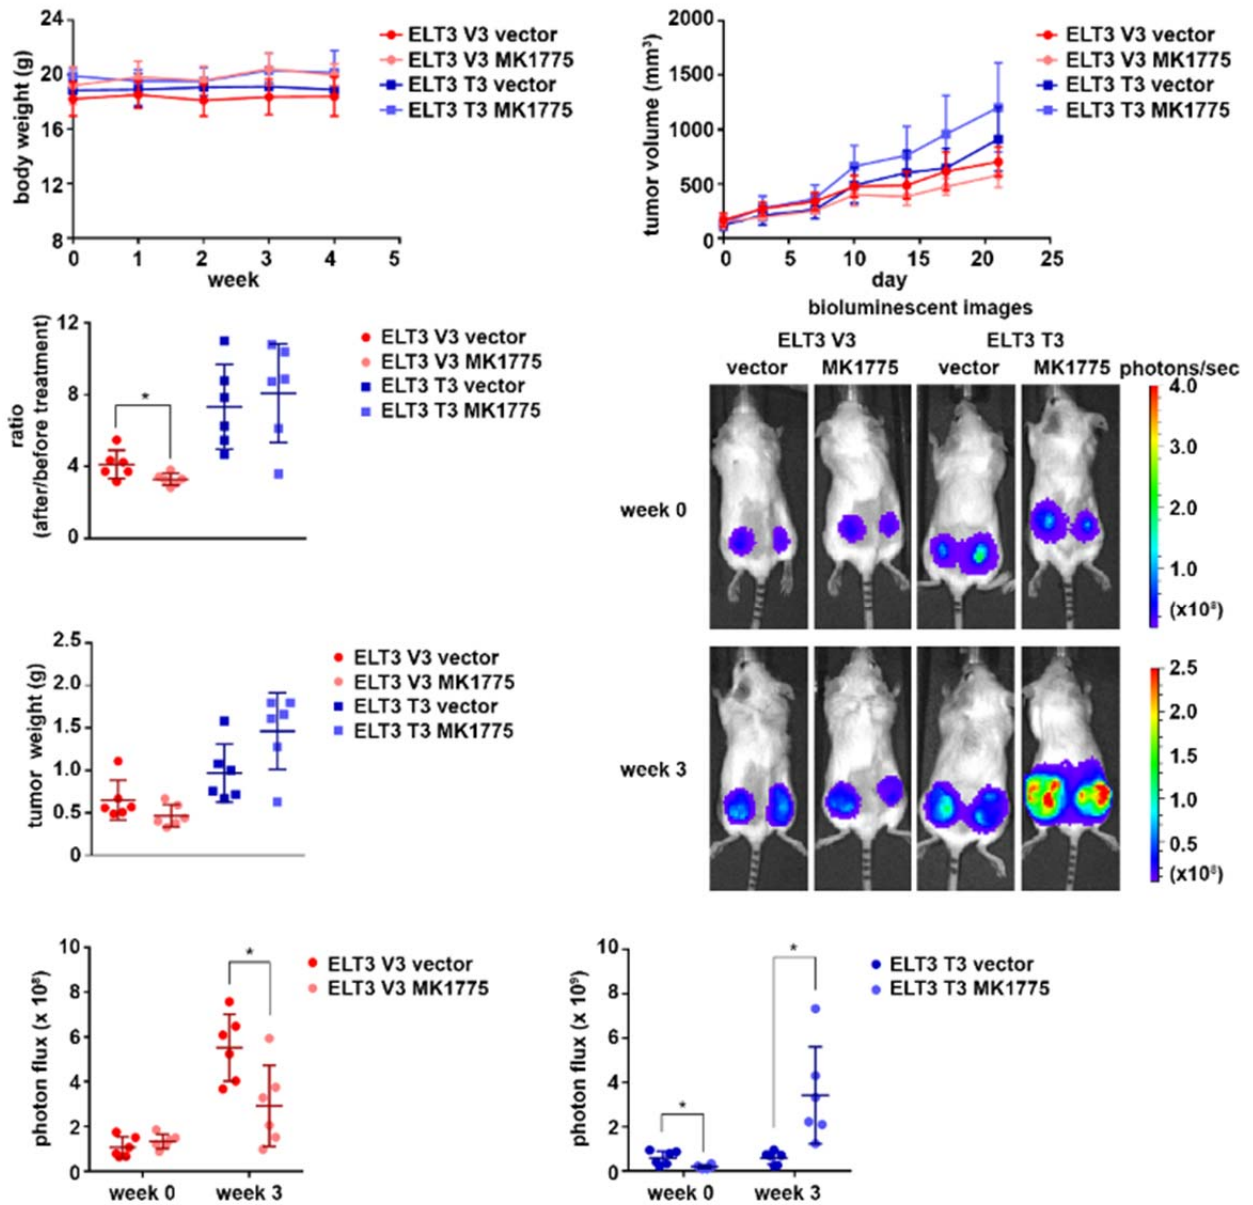 24
20
16
12
8
body weight (g)
0 1 2 3 4 5
week
ELT3 V3 vector
ELT3 V3 MK1775
ELT3 T3 vector
ELT3 T3 MK1775
2000
1500
1000
500
0
tumor volume (mm³)
0 5 10 15 20 25
day
ELT3 V3 vector
ELT3 V3 MK1775
ELT3 T3 vector
ELT3 T3 MK1775
12
8
4
0
ratio
(after/before treatment)
*
ELT3 V3 vector
ELT3 V3 MK1775
ELT3 T3 vector
ELT3 T3 MK1775
bioluminescent images
ELT3 V3 ELT3 T3
vector MK1775 vector MK1775 photons/sec
week 0
4.0
3.0
2.0
1.0
(x10⁸)
2.5
2.0
1.5
1.0
0.5
0
tumor weight (g)
ELT3 V3 vector
ELT3 V3 MK1775
ELT3 T3 vector
ELT3 T3 MK1775
week 3
2.5
2.0
1.5
1.0
0.5
(x10⁸)
10
8
6
4
2
0
photon flux (x 10⁸)
*
week 0 week 3
ELT3 V3 vector
ELT3 V3 MK1775
10
8
6
4
2
0
photon flux (x 10⁹)
*
*
week 0 week 3
ELT3 T3 vector
ELT3 T3 MK1775